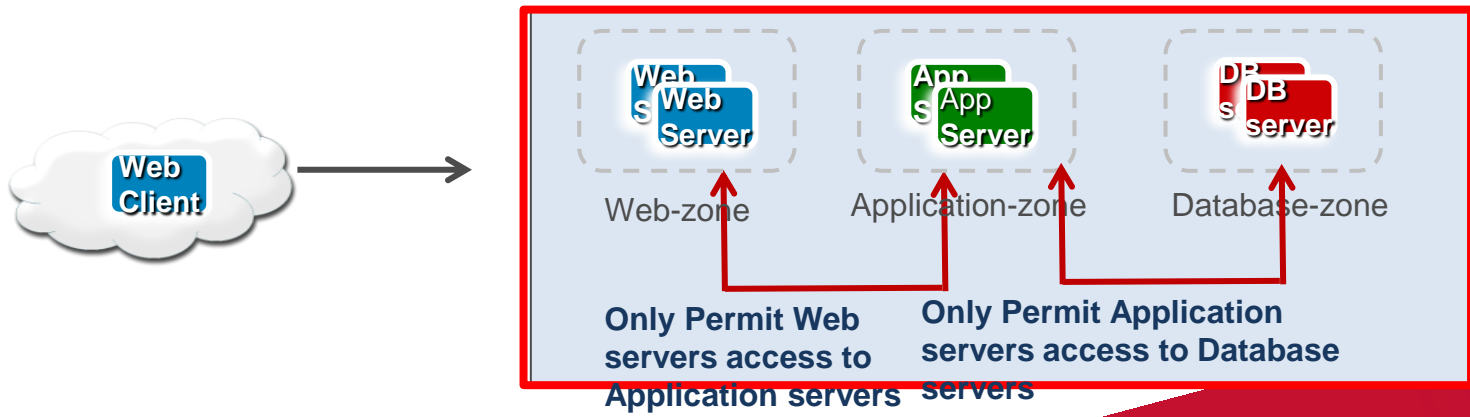 Web
Client
Web
S
Web
Server
App
S
App
Server
DB
s
DB
server
Web-zone
Application-zone
Database-zone
Only Permit Web
servers access to
Application servers
Only Permit Application
servers access to Database
servers